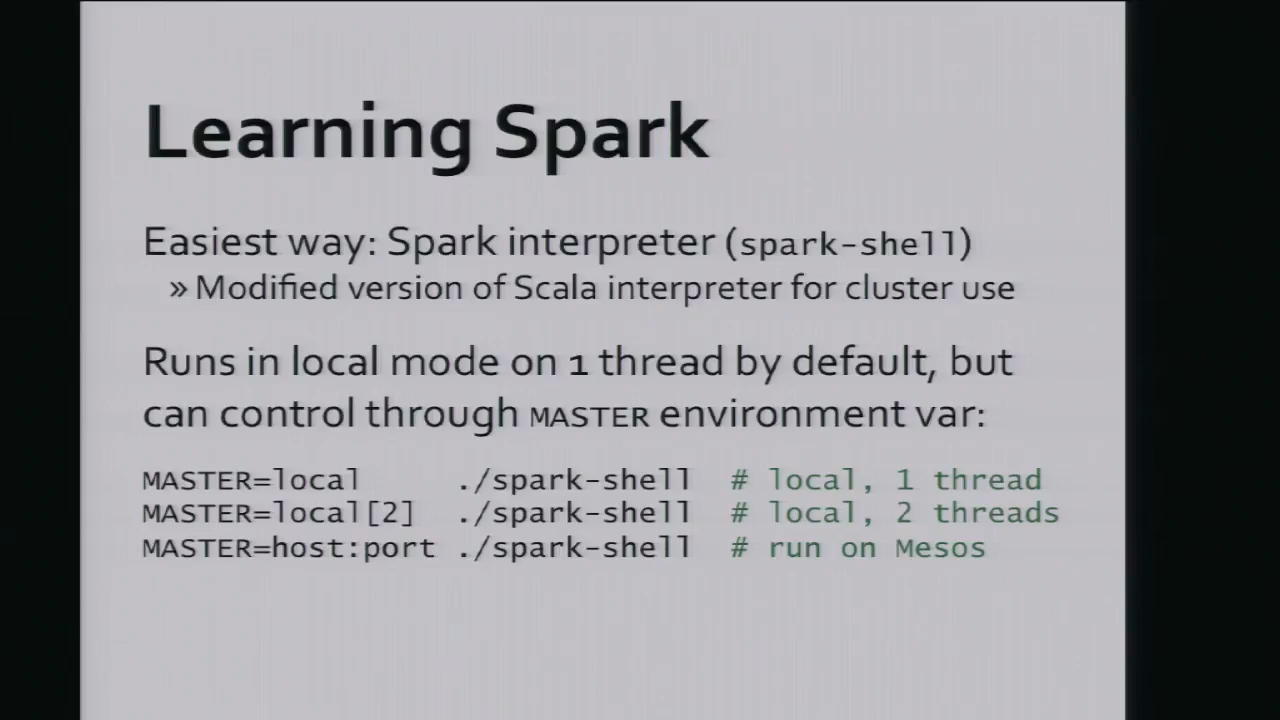 Learning Spark
Easiest way: Spark interpreter (spark-shell)
» Modified version of Scala interpreter for cluster use
Runs in local mode on 1 thread by default, but
can control through MASTER environment var:
MASTER=local ./spark-shell # local, 1 thread
MASTER=local[2] ./spark-shell # local, 2 threads
MASTER=host:port ./spark-shell # run on Mesos